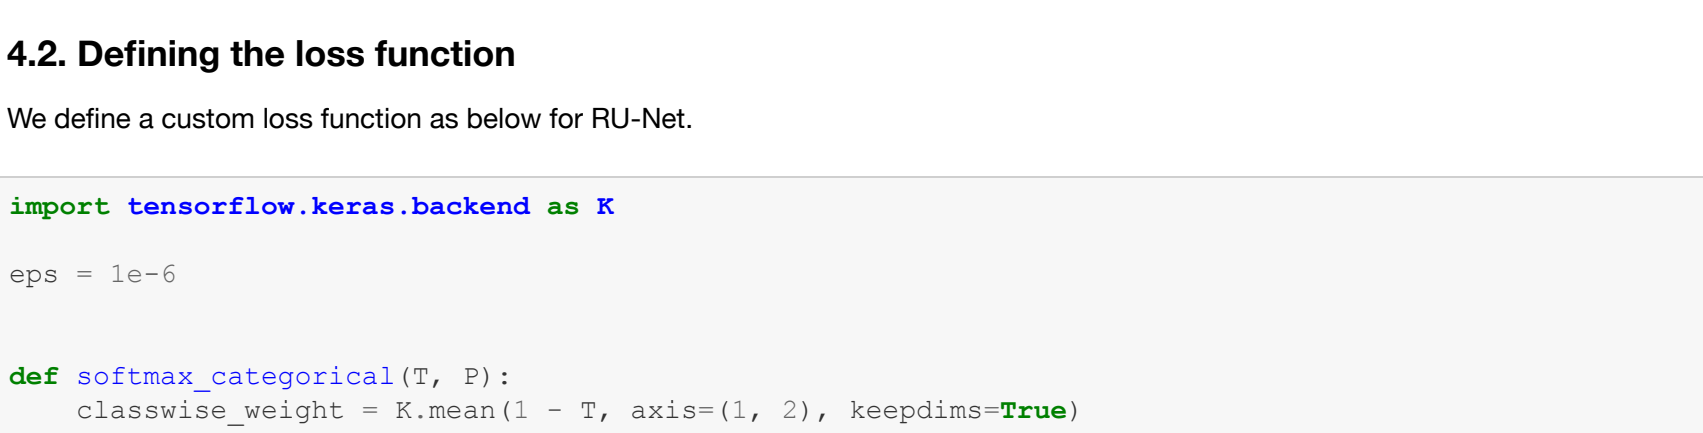 4.2. Defining the loss function
We define a custom loss function as below for RU-Net.
import tensorflow.keras.backend as K
eps = 1e-6
def softmax_categorical(T, P):
    classwise_weight = K.mean(1 - T, axis=(1, 2), keepdims=True)